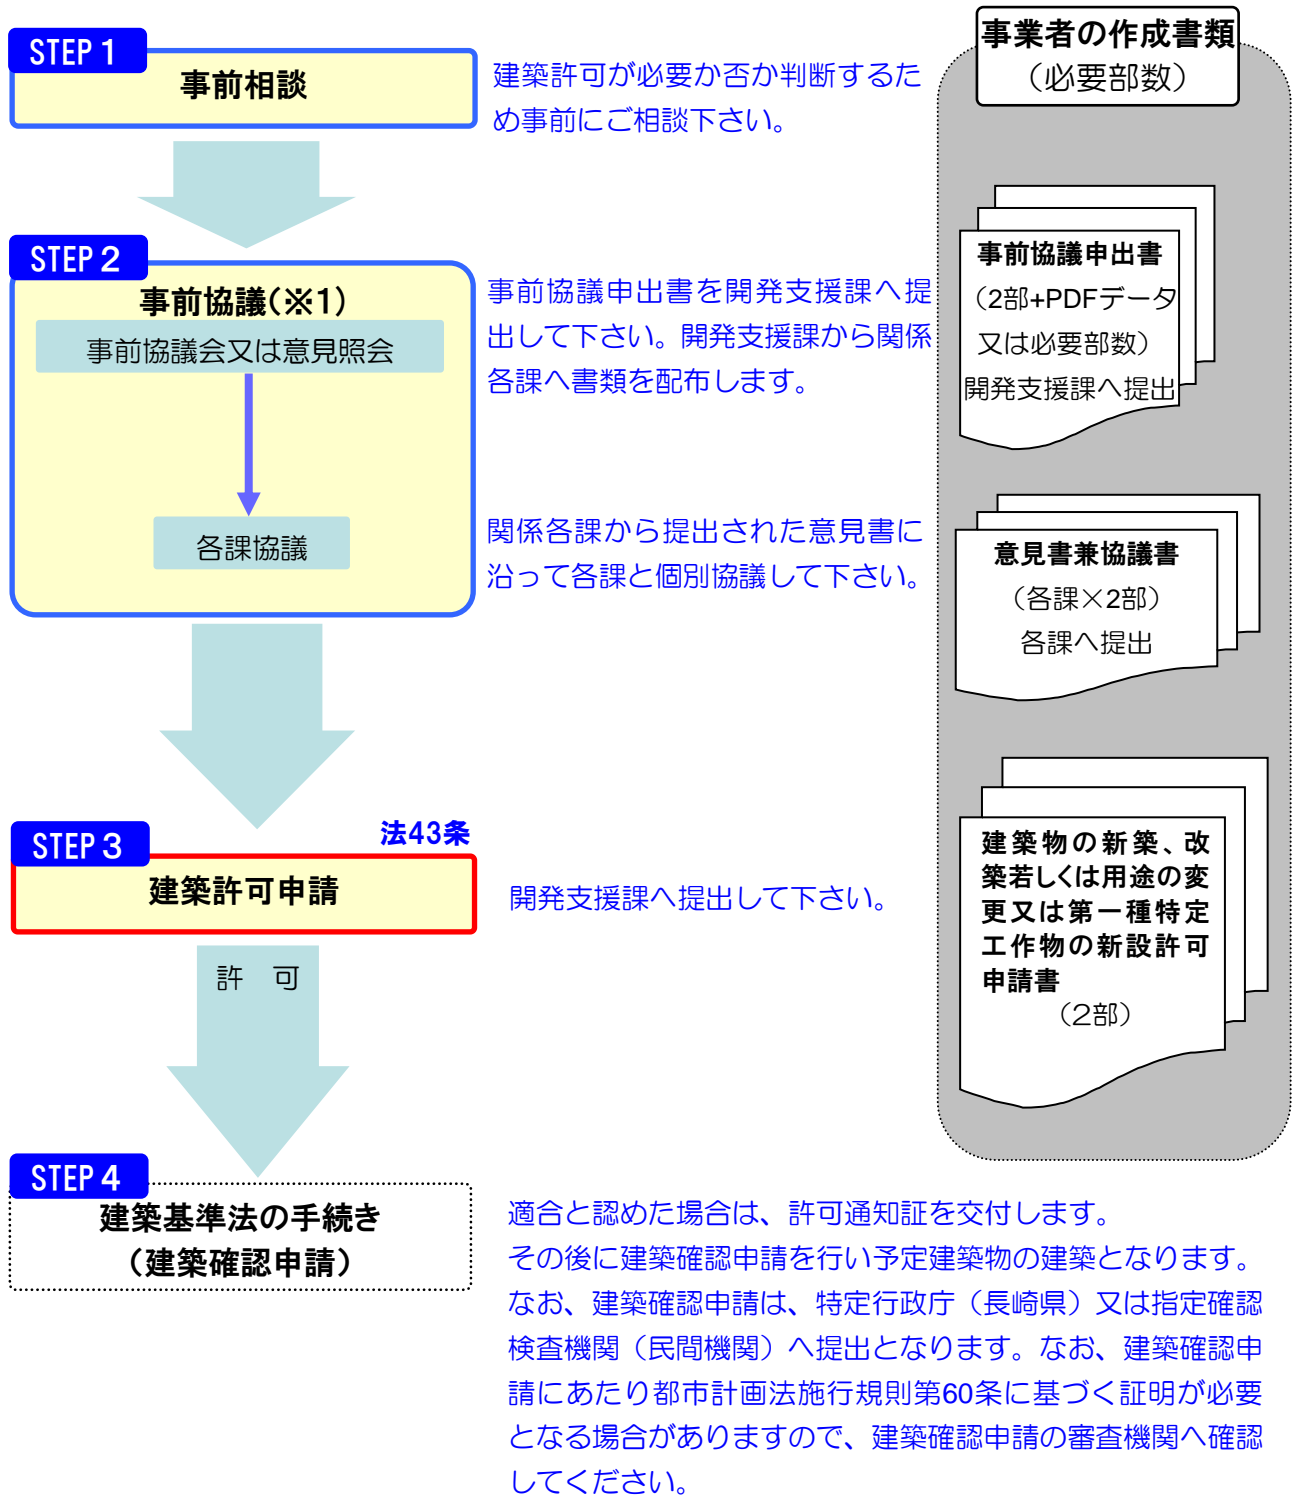 事業者の作成書類
（必要部数）
STEP 1
事前相談
建築許可が必要か否か判断するた
め事前にご相談下さい。
STEP 2
事前協議（※1）
事前協議会又は意見照会
各課協議
事前協議申出書を開発支援課へ提
出して下さい。開発支援課から関係
各課へ書類を配布します。
関係各課から提出された意見書に
沿って各課と個別協議して下さい。
事前協議申出書
（2部+PDFデータ
又は必要部数）
開発支援課へ提出
意見書兼協議書
（各課×2部）
各課へ提出
STEP 3
法43条
建築許可申請
開発支援課へ提出して下さい。
建築物の新築、改
築若しくは用途の変
更又は第一種特定
工作物の新設許可
申請書
（2部）
許　可
STEP 4
建築基準法の手続き
（建築確認申請）
適合と認めた場合は、許可通知証を交付します。
その後に建築確認申請を行い予定建築物の建築となります。
なお、建築確認申請は、特定行政庁（長崎県）又は指定確認
検査機関（民間機関）へ提出となります。なお、建築確認申
請にあたり都市計画法施行規則第60条に基づく証明が必要
となる場合がありますので、建築確認申請の審査機関へ確認
してください。